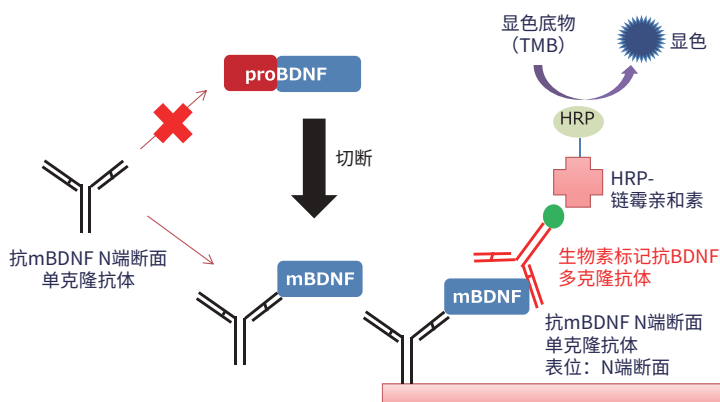 显色底物
（TMB）
显色
proBDNF
HRP
切断
HRP-
链霉亲和素
抗mBDNF N端断面
单克隆抗体
生物素标记抗BDNF
多克隆抗体
mBDNF
mBDNF
抗mBDNF N端断面
单克隆抗体
表位：N端断面